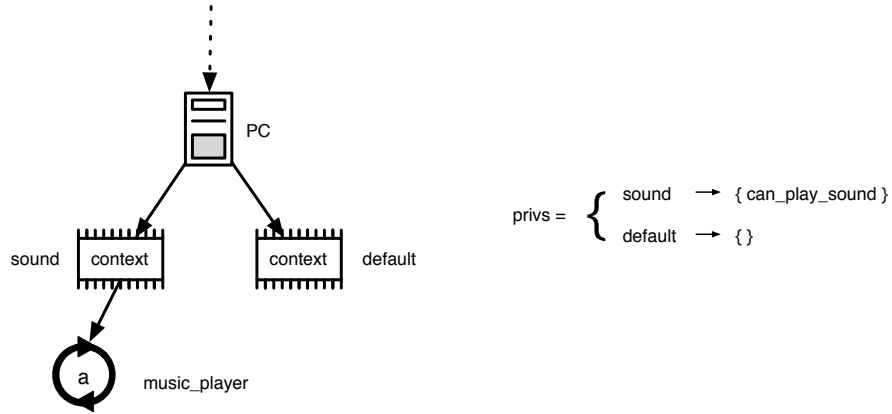 PC
sound context context default
a music_player
privs = {
sound → { can_play_sound }
default → { }